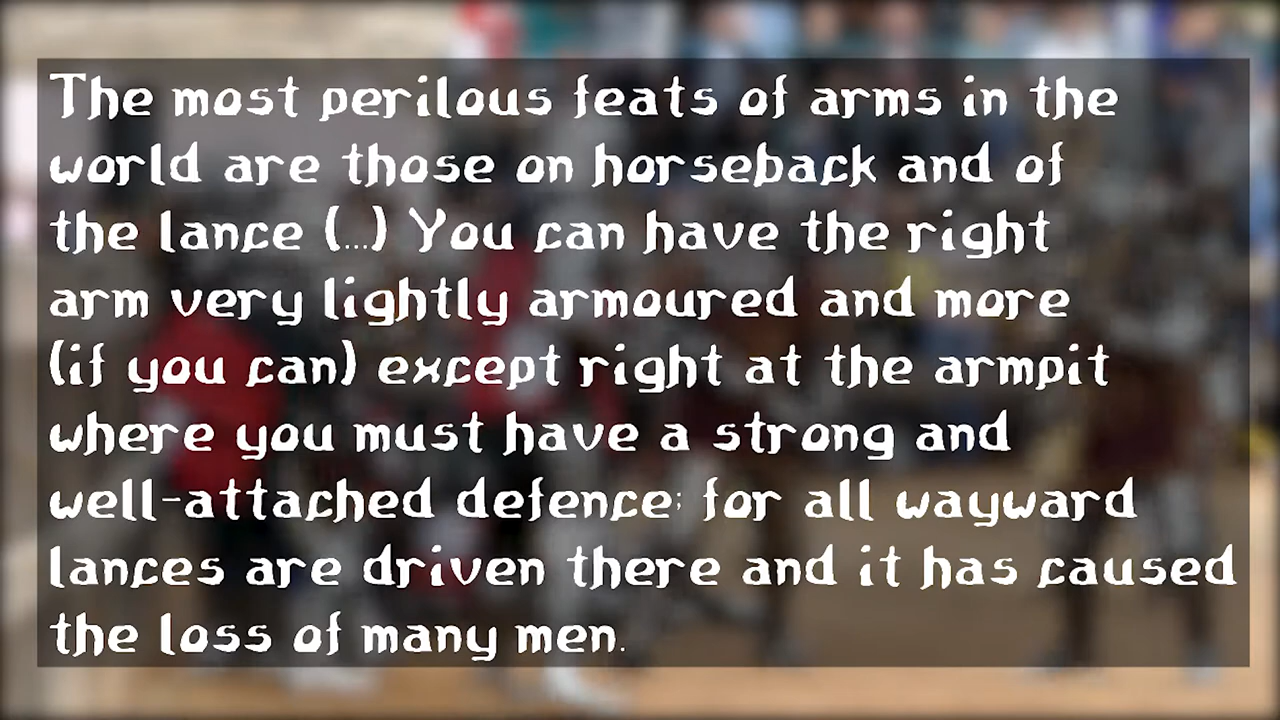 The most perilous feats of arms in the
world are those on horseback and of
the lance (...) You can have the right
arm very lightly armoured and more
(if you can) except right at the armpit
where you must have a strong and
well-attached defence; for all wayward
lances are driven there and it has caused
the loss of many men.